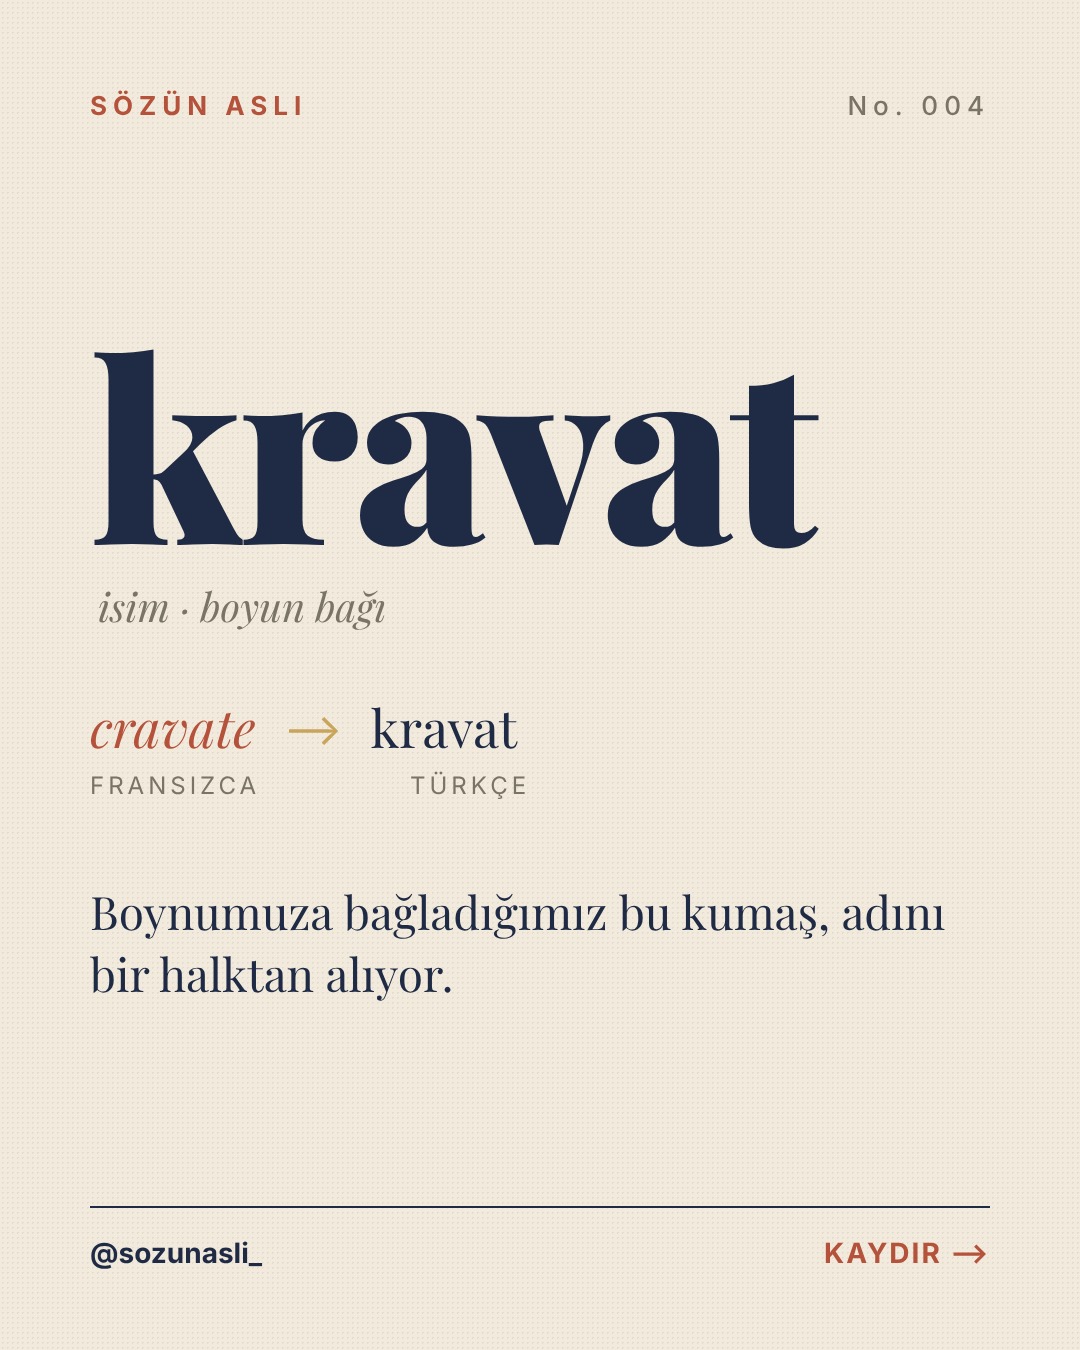 SÖZÜN ASLI
No. 004
kravat
isim · boyun bağı
cravate → kravat
FRANSIZCA TÜRKÇE
Boynumuza bağladığımız bu kumaş, adını
bir halktan alıyor.
@sozunasli_
KAYDIR →